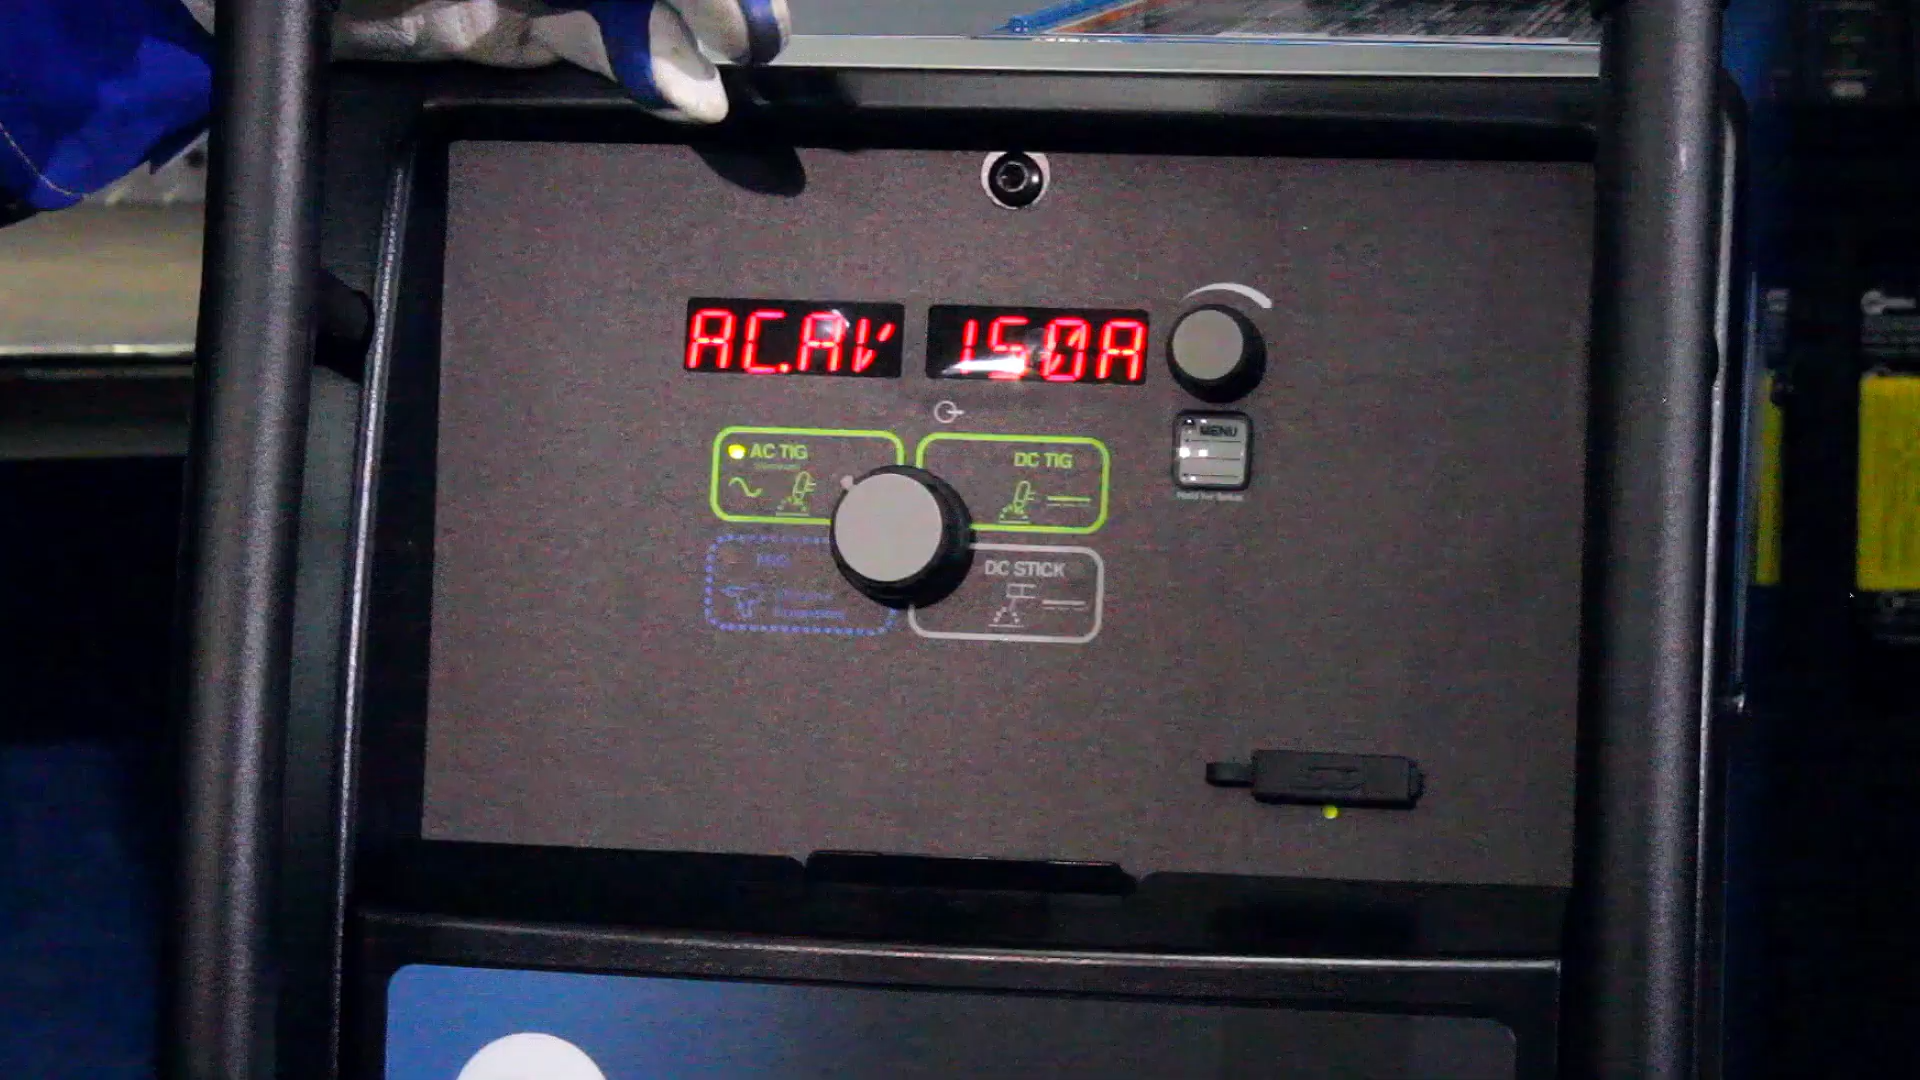 AC.AV 150A
MENU
AC TIG
DC TIG
DC STICK